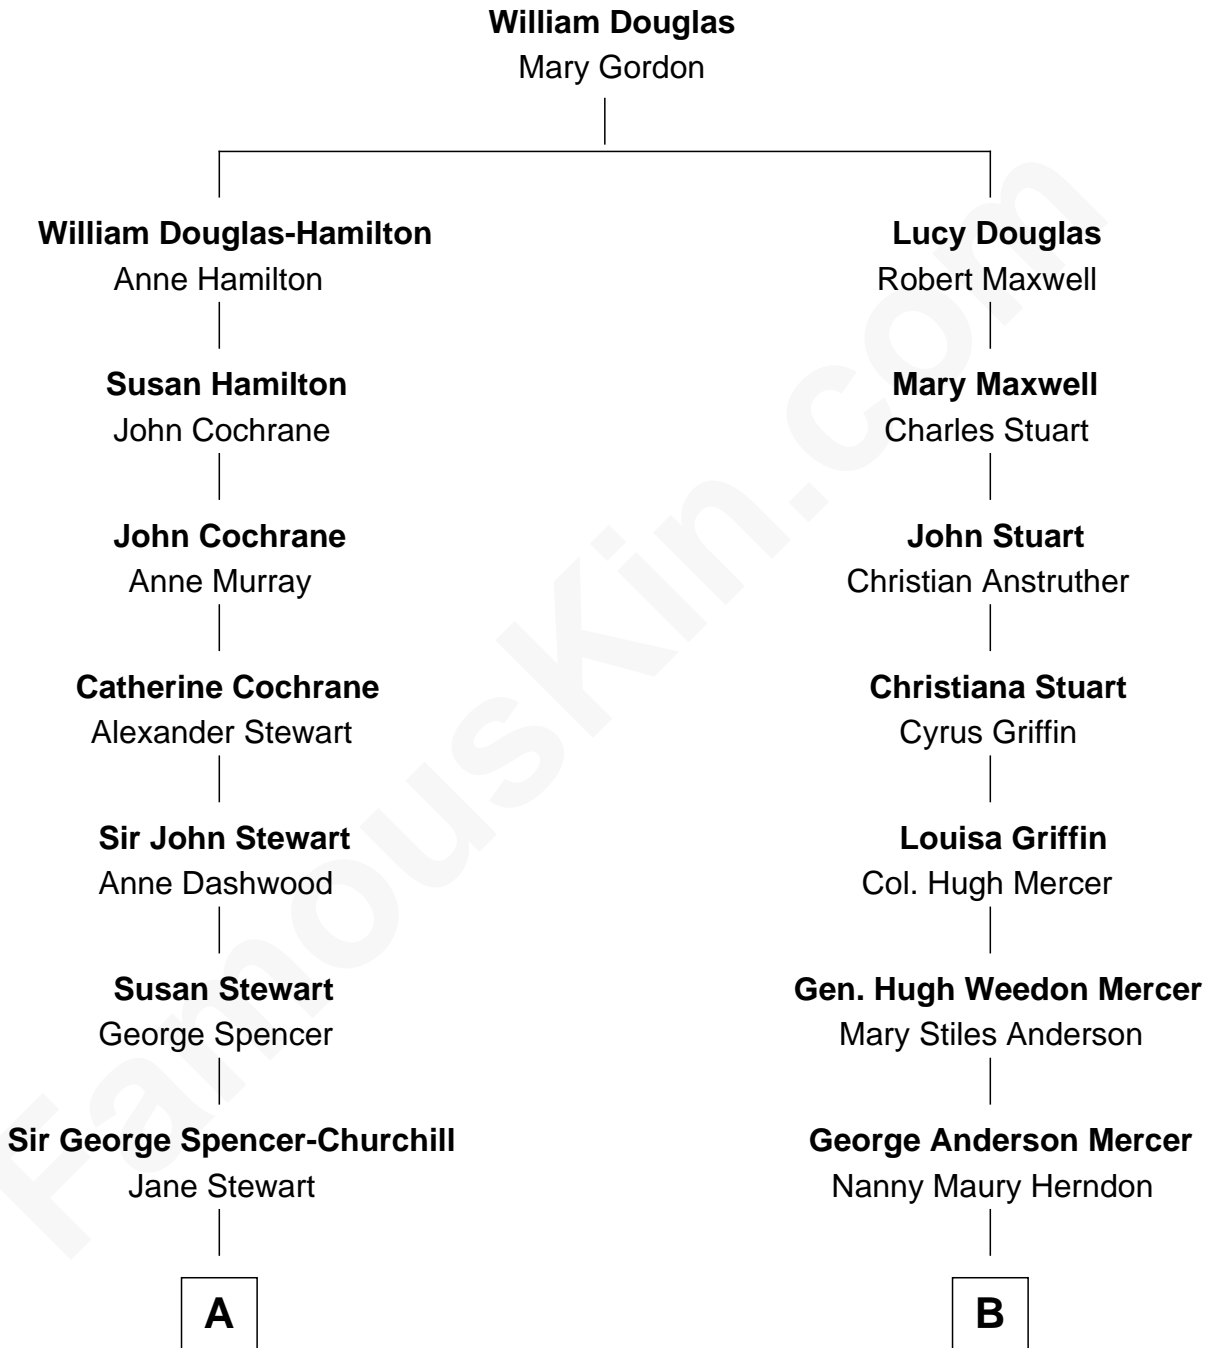 William Douglas
Mary Gordon
William Douglas-Hamilton
Anne Hamilton
Lucy Douglas
Robert Maxwell
Susan Hamilton
John Cochrane
Mary Maxwell
Charles Stuart
John Cochrane
Anne Murray
John Stuart
Christian Anstruther
Catherine Cochrane
Alexander Stewart
Christiana Stuart
Cyrus Griffin
Sir John Stewart
Anne Dashwood
Louisa Griffin
Col. Hugh Mercer
Susan Stewart
George Spencer
Gen. Hugh Weedon Mercer
Mary Stiles Anderson
Sir George Spencer-Churchill
Jane Stewart
George Anderson Mercer
Nanny Maury Herndon
A
B
FamousKin.com